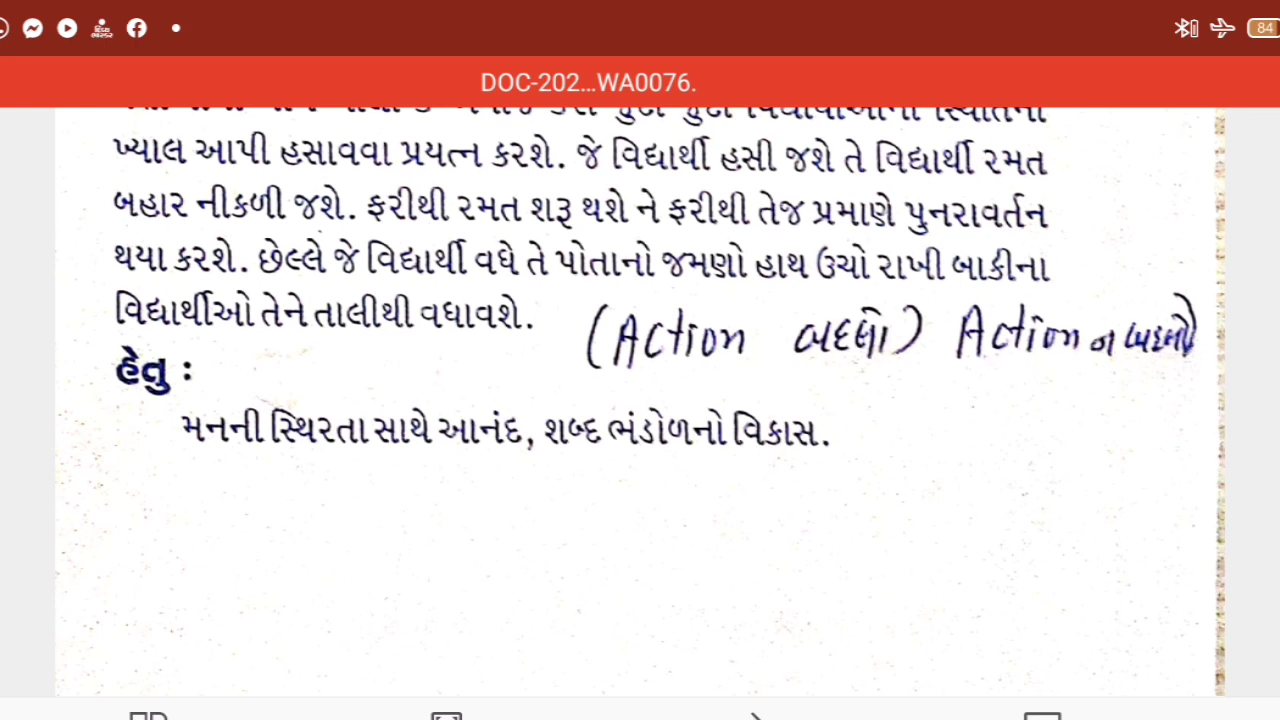 84
DOC-202...WA0076.
ખ્યાલ આપી હસાવવા પ્રયત્ન કરશે. જે વિદ્યાર્થી હસી જશે તે વિદ્યાર્થી રમત
બહાર નીકળી જશે. ફરીથી રમત શરૂ થશે ને ફરીથી તેજ પ્રમાણે પુનરાવર્તન
થયા કરશે. છેલ્લે જે વિદ્યાર્થી વધે તે પોતાનો જમણો હાથ ઉચો રાખી બાકીના
વિદ્યાર્થીઓ તેને તાલીથી વધાવશે.
(Action બદલો) Action ન બદલો
હેતુ :
મનની સ્થિરતા સાથે આનંદ, શબ્દ ભંડોળનો વિકાસ.